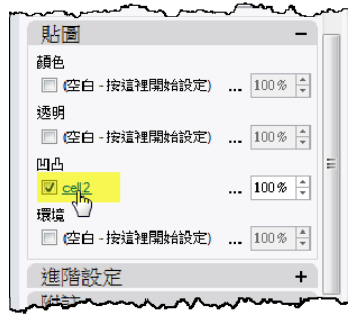 貼圖 −
顏色
(空白 - 按這裡開始設定) ... 100%
透明
(空白 - 按這裡開始設定) ... 100%
凹凸
cell2 ... 100%
環境
(空白 - 按這裡開始設定) ... 100%
進階設定 +
附註